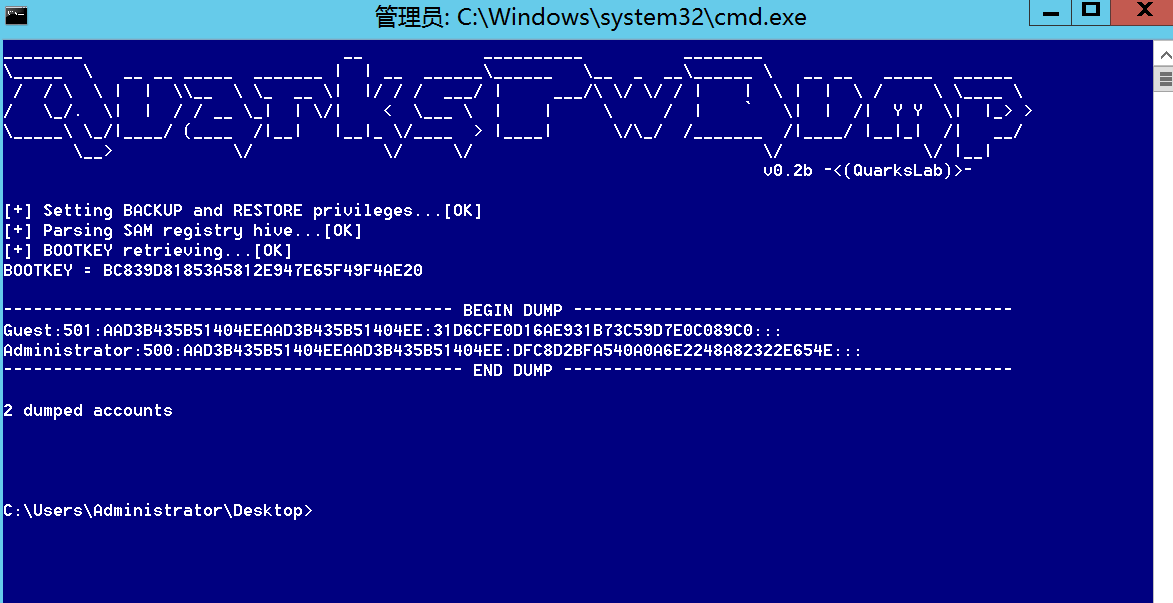 管理员: C:\Windows\system32\cmd.exe
QuarksPwDump
v0.2b -<(QuarksLab)>-
[+] Setting BACKUP and RESTORE privileges...[OK]
[+] Parsing SAM registry hive...[OK]
[+] BOOTKEY retrieving...[OK]
BOOTKEY = BC839D81853A5812E947E65F49F4AE20
--------------------------------------------- BEGIN DUMP --------------------------------------------
Guest:501:AAD3B435B51404EEAAD3B435B51404EE:31D6CFE0D16AE931B73C59D7E0C089C0:::
Administrator:500:AAD3B435B51404EEAAD3B435B51404EE:DFC8D2BFA540A0A6E2248A82322E654E:::
---------------------------------------------- END DUMP ---------------------------------------------
2 dumped accounts
C:\Users\Administrator\Desktop>